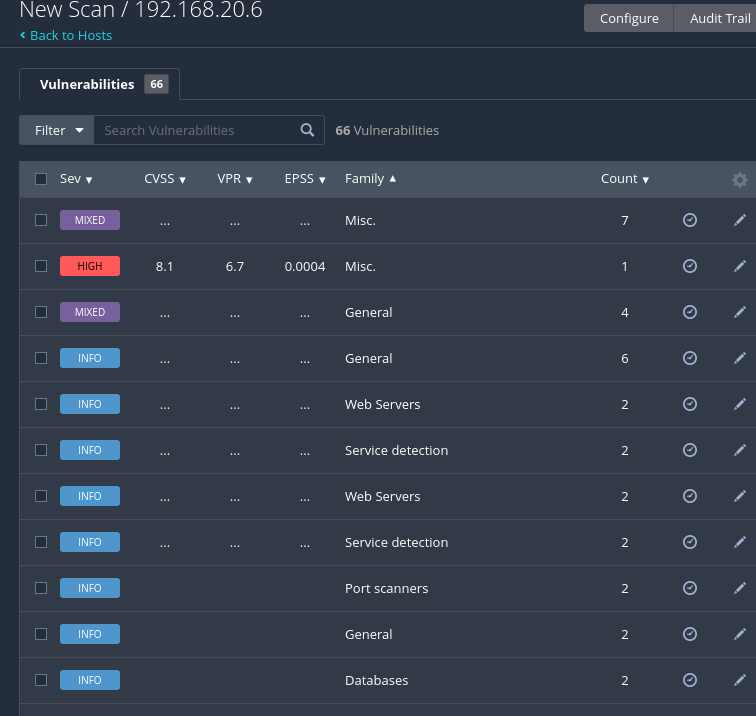 New Scan / 192.168.20.6
Configure Audit Trail
Back to Hosts
Vulnerabilities 66
Filter Search Vulnerabilities 66 Vulnerabilities
Sev CVSS VPR EPSS Family Count
MIXED ... ... ... Misc. 7
HIGH 8.1 6.7 0.0004 Misc. 1
MIXED ... ... ... General 4
INFO ... ... ... General 6
INFO ... ... ... Web Servers 2
INFO ... ... ... Service detection 2
INFO ... ... ... Web Servers 2
INFO ... ... ... Service detection 2
INFO Port scanners 2
INFO General 2
INFO Databases 2